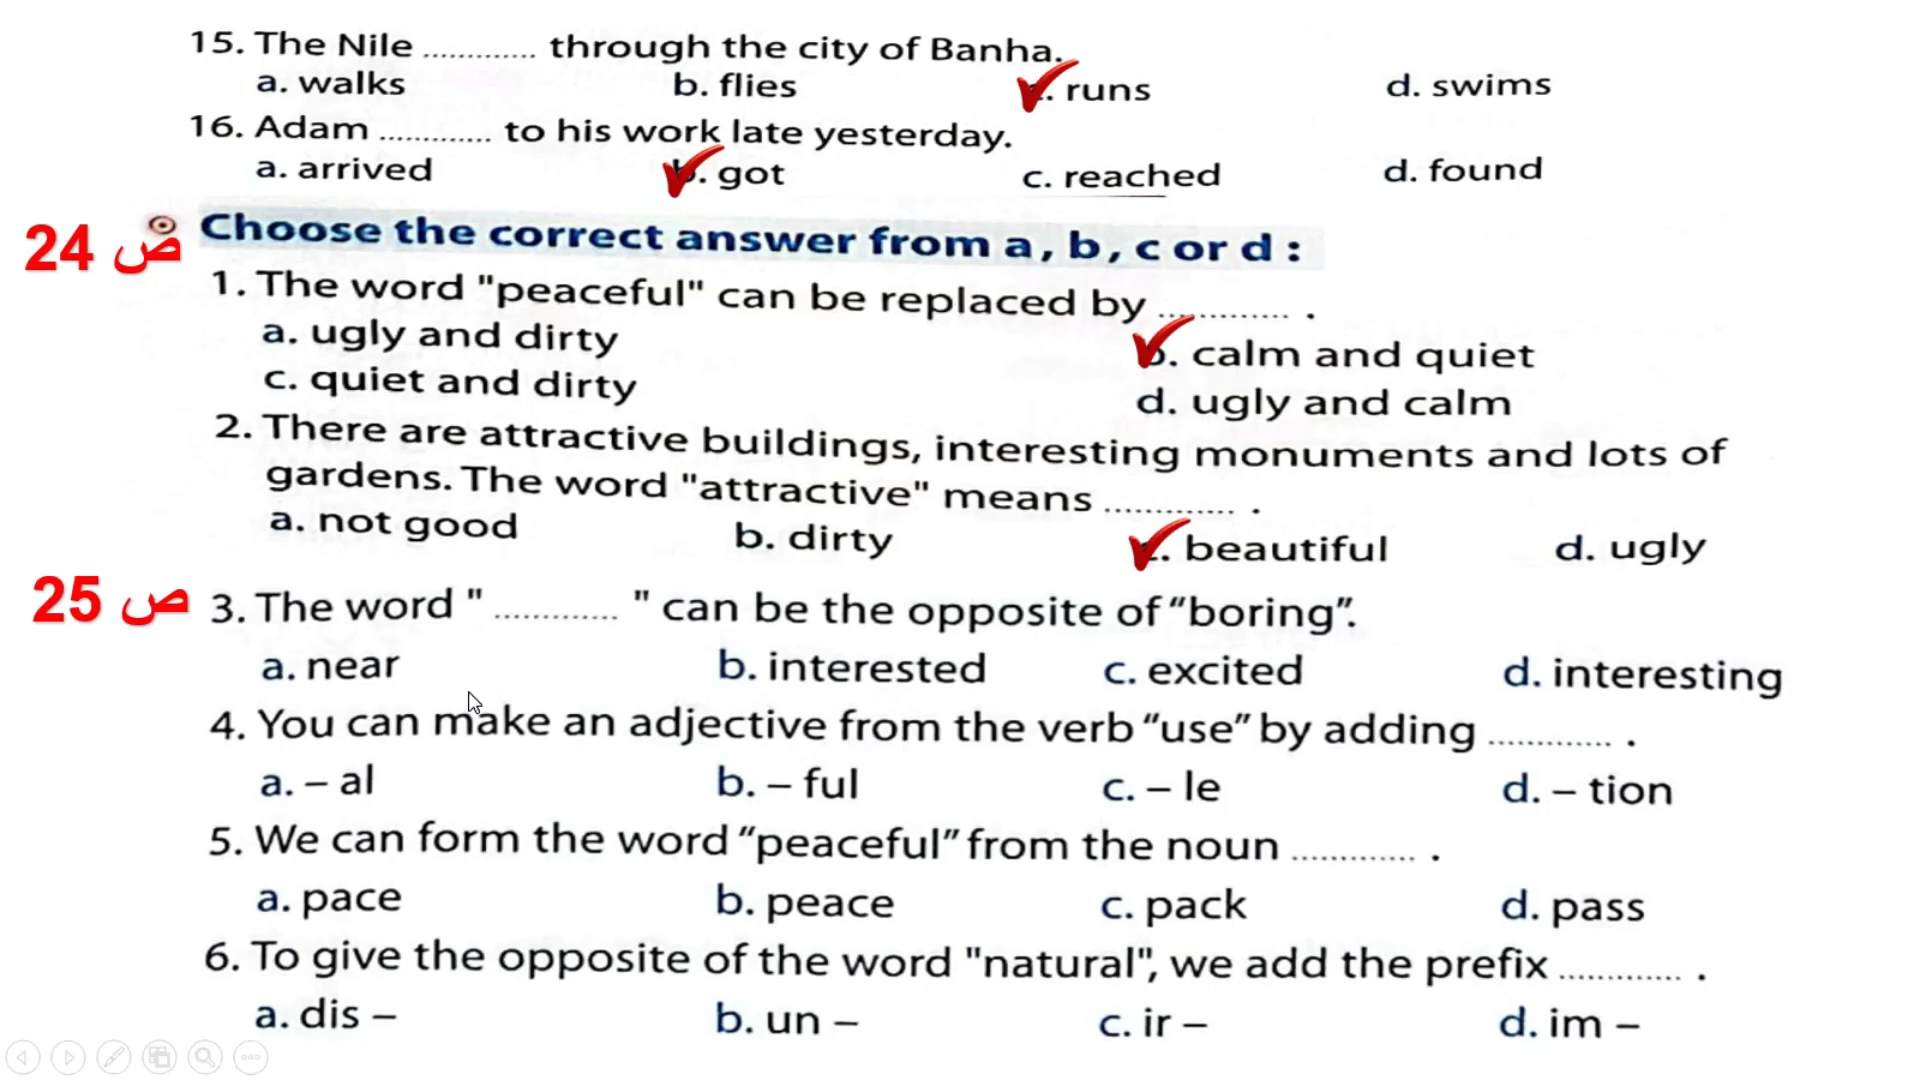 15. The Nile ............ through the city of Banha.
a. walks b. flies c. runs d. swims
16. Adam ............ to his work late yesterday.
a. arrived b. got c. reached d. found
ص 24
Choose the correct answer from a, b, c or d :
1. The word "peaceful" can be replaced by ............ .
a. ugly and dirty b. calm and quiet
c. quiet and dirty d. ugly and calm
2. There are attractive buildings, interesting monuments and lots of
gardens. The word "attractive" means ............ .
a. not good b. dirty c. beautiful d. ugly
ص 25
3. The word " ............ " can be the opposite of “boring”.
a. near b. interested c. excited d. interesting
4. You can make an adjective from the verb “use” by adding ............ .
a. – al b. – ful c. – le d. – tion
5. We can form the word “peaceful” from the noun ............ .
a. pace b. peace c. pack d. pass
6. To give the opposite of the word "natural", we add the prefix ............ .
a. dis – b. un – c. ir – d. im –